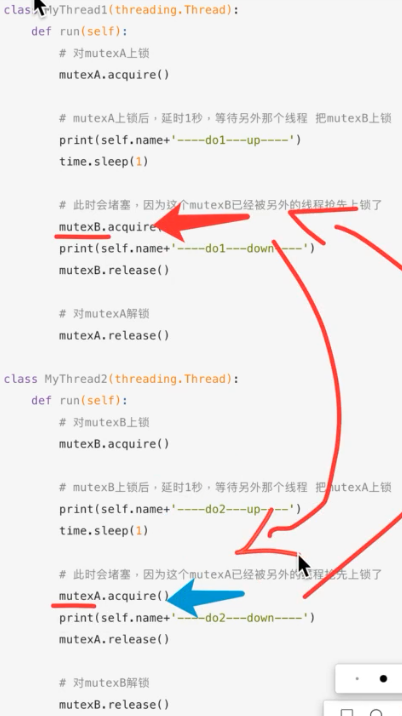 class MyThread1(threading.Thread):
def run(self):
# 对mutexA上锁
mutexA.acquire()
# mutexA上锁后，延时1秒，等待另外那个线程 把mutexB上锁
print(self.name+'----do1---up----')
time.sleep(1)
# 此时会堵塞，因为这个mutexB已经被另外的线程抢先上锁了
mutexB.acquire
print(self.name+'----do1---down----')
mutexB.release()
# 对mutexA解锁
mutexA.release()
class MyThread2(threading.Thread):
def run(self):
# 对mutexB上锁
mutexB.acquire()
# mutexB上锁后，延时1秒，等待另外那个线程 把mutexA上锁
print(self.name+'----do2---up----')
time.sleep(1)
# 此时会堵塞，因为这个mutexA已经被另外的线程抢先上锁了
mutexA.acquire()
print(self.name+'----do2---down----')
mutexA.release()
# 对mutexB解锁
mutexB.release()